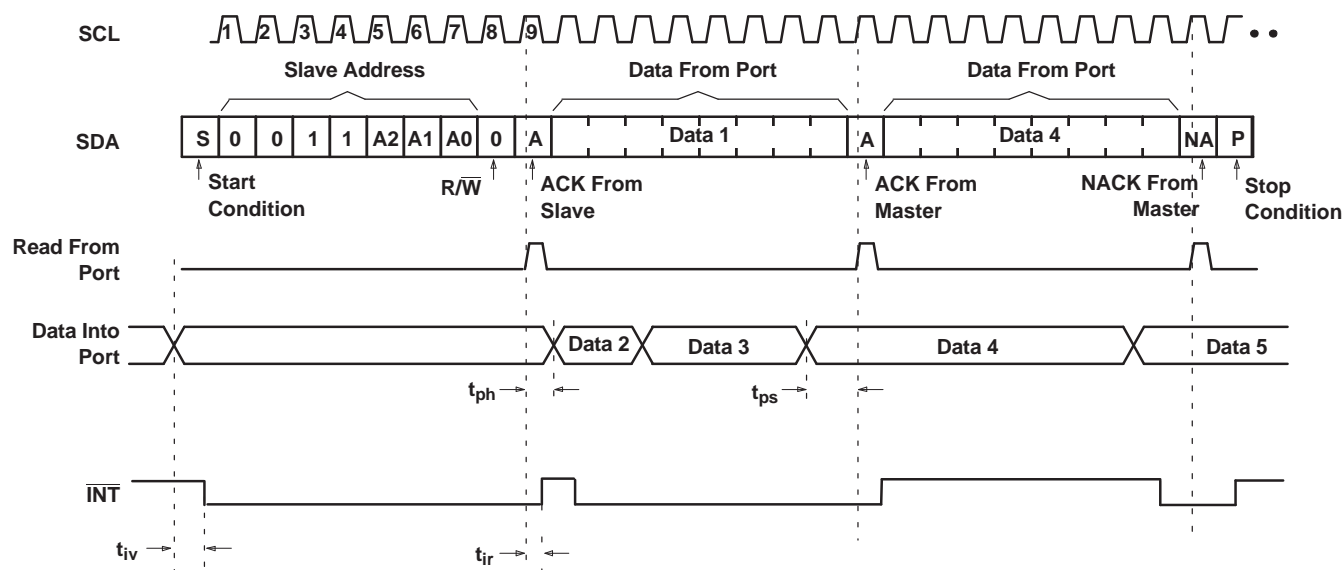 SCL 1 2 3 4 5 6 7 8 9
Slave Address Data From Port Data From Port
SDA S 0 0 1 1 A2 A1 A0 0 A Data 1 A Data 4 NA P
Start
Condition
R/W
ACK From
Slave
ACK From
Master
NACK From
Master
Stop
Condition
Read From
Port
Data Into
Port
Data 2 Data 3 Data 4 Data 5
tph tps
INT
tiv tir